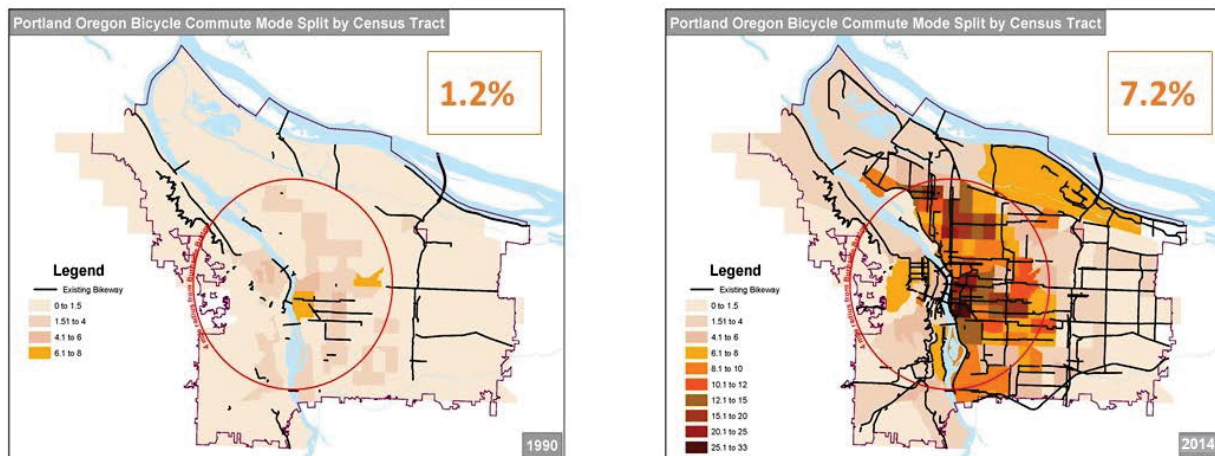 Portland Oregon Bicycle Commute Mode Split by Census Tract
1.2%
Legend
Existing Bikeway
0 to 1.5
1.51 to 4
4.1 to 6
6.1 to 8
1990
Portland Oregon Bicycle Commute Mode Split by Census Tract
7.2%
Legend
Existing Bikeway
0 to 1.5
1.51 to 4
4.1 to 6
6.1 to 8
8.1 to 10
10.1 to 12
12.1 to 15
15.1 to 20
20.1 to 25
25.1 to 33
2014